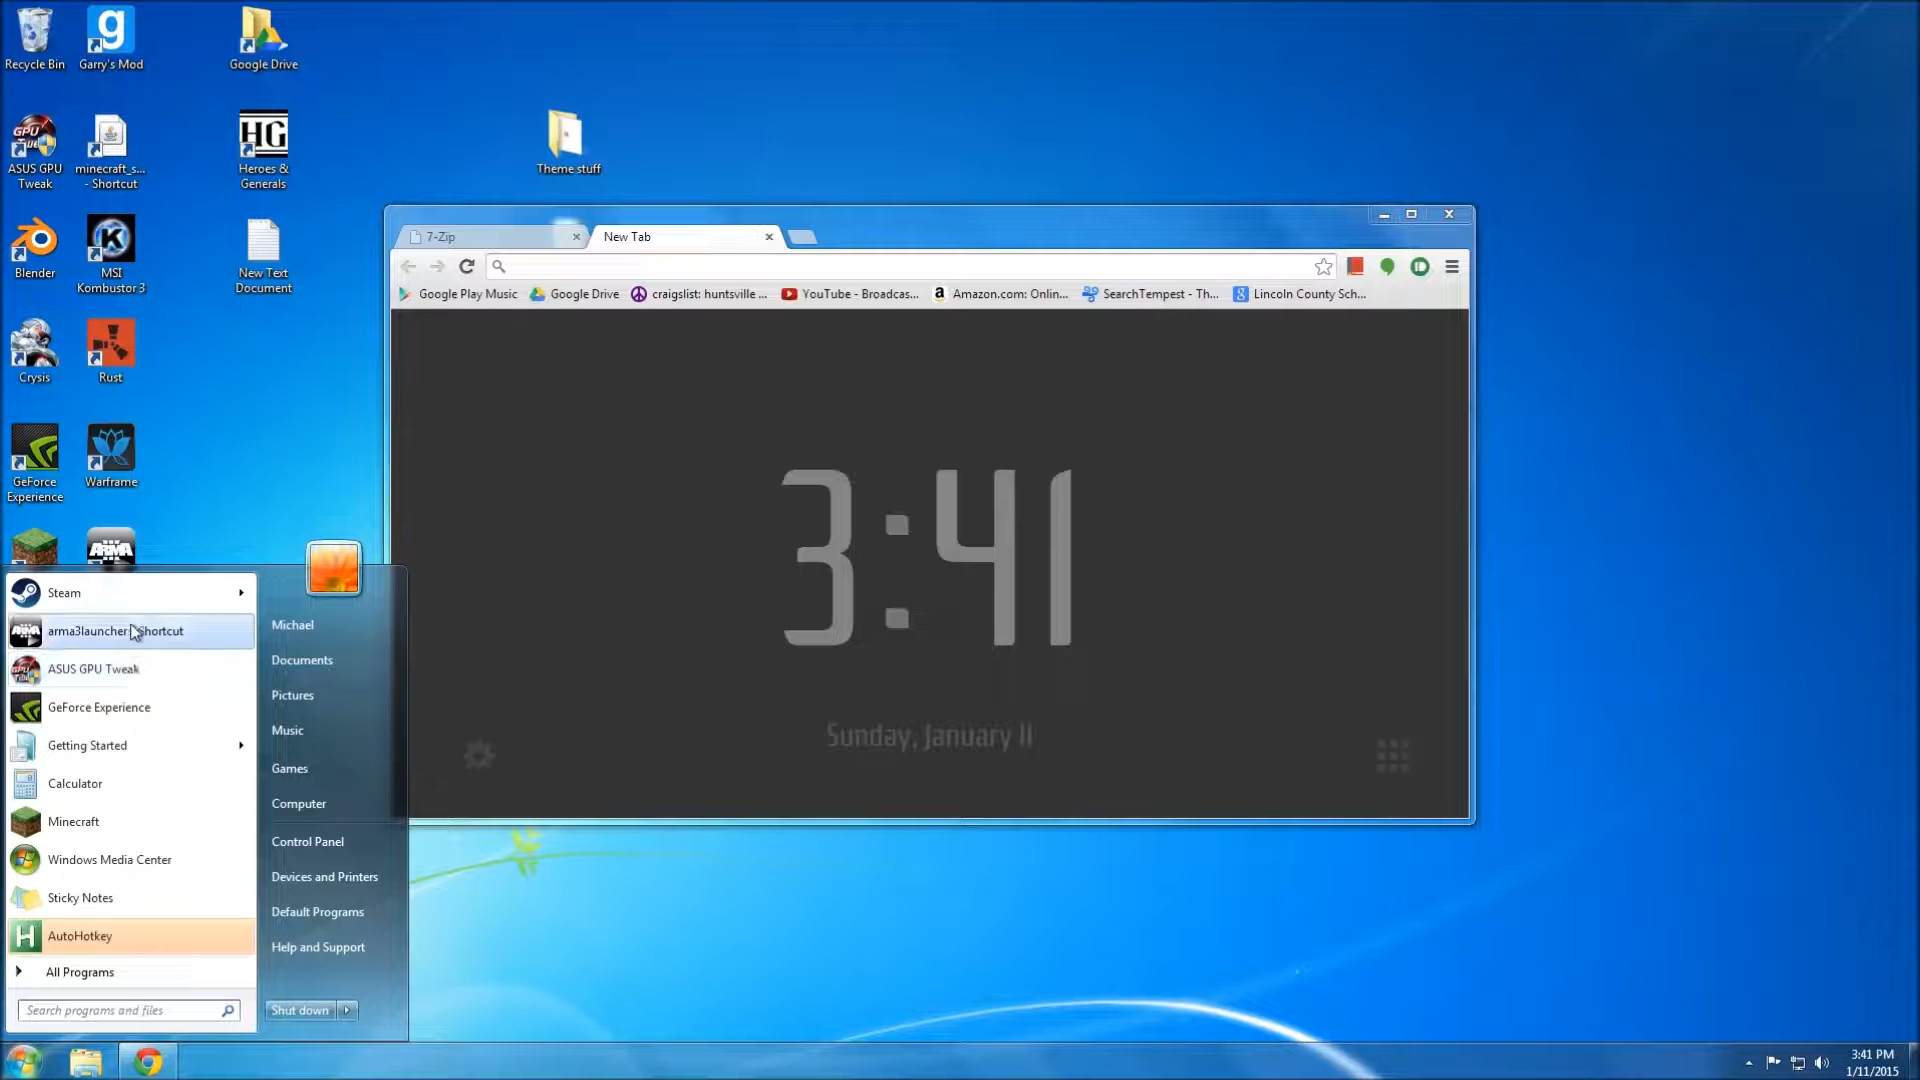 Recycle Bin
Garry's Mod
Google Drive
ASUS GPU
Tweak
minecraft_s...
- Shortcut
Heroes &
Generals
Theme stuff
Blender
MSI
Kombustor 3
New Text
Document
Crysis
Rust
GeForce
Experience
Warframe
7-Zip
New Tab
Google Play Music
Google Drive
craigslist: huntsville ...
YouTube - Broadcas...
Amazon.com: Onlin...
SearchTempest - Th...
Lincoln County Sch...
3:41
Sunday, January 11
Steam
arma3launcher - Shortcut
ASUS GPU Tweak
GeForce Experience
Getting Started
Calculator
Minecraft
Windows Media Center
Sticky Notes
AutoHotkey
All Programs
Search programs and files
Michael
Documents
Pictures
Music
Games
Computer
Control Panel
Devices and Printers
Default Programs
Help and Support
Shut down
3:41 PM
1/11/2015